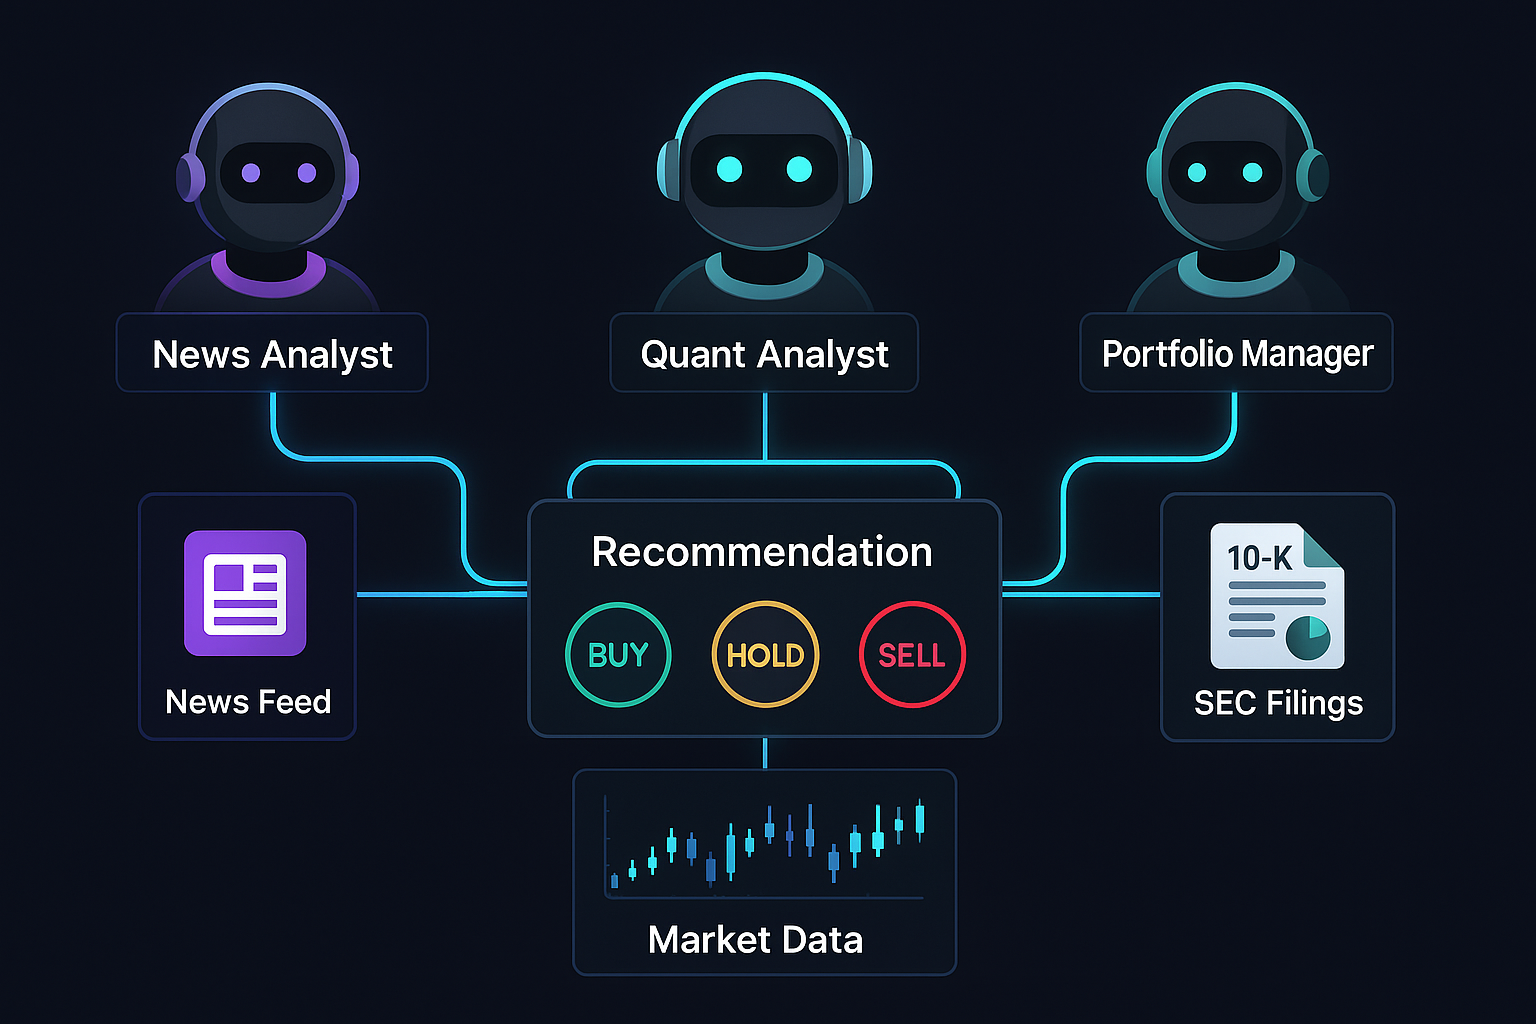 News Analyst
Quant Analyst
Portfolio Manager
Recommendation
BUY
HOLD
SELL
News Feed
10-K
SEC Filings
Market Data